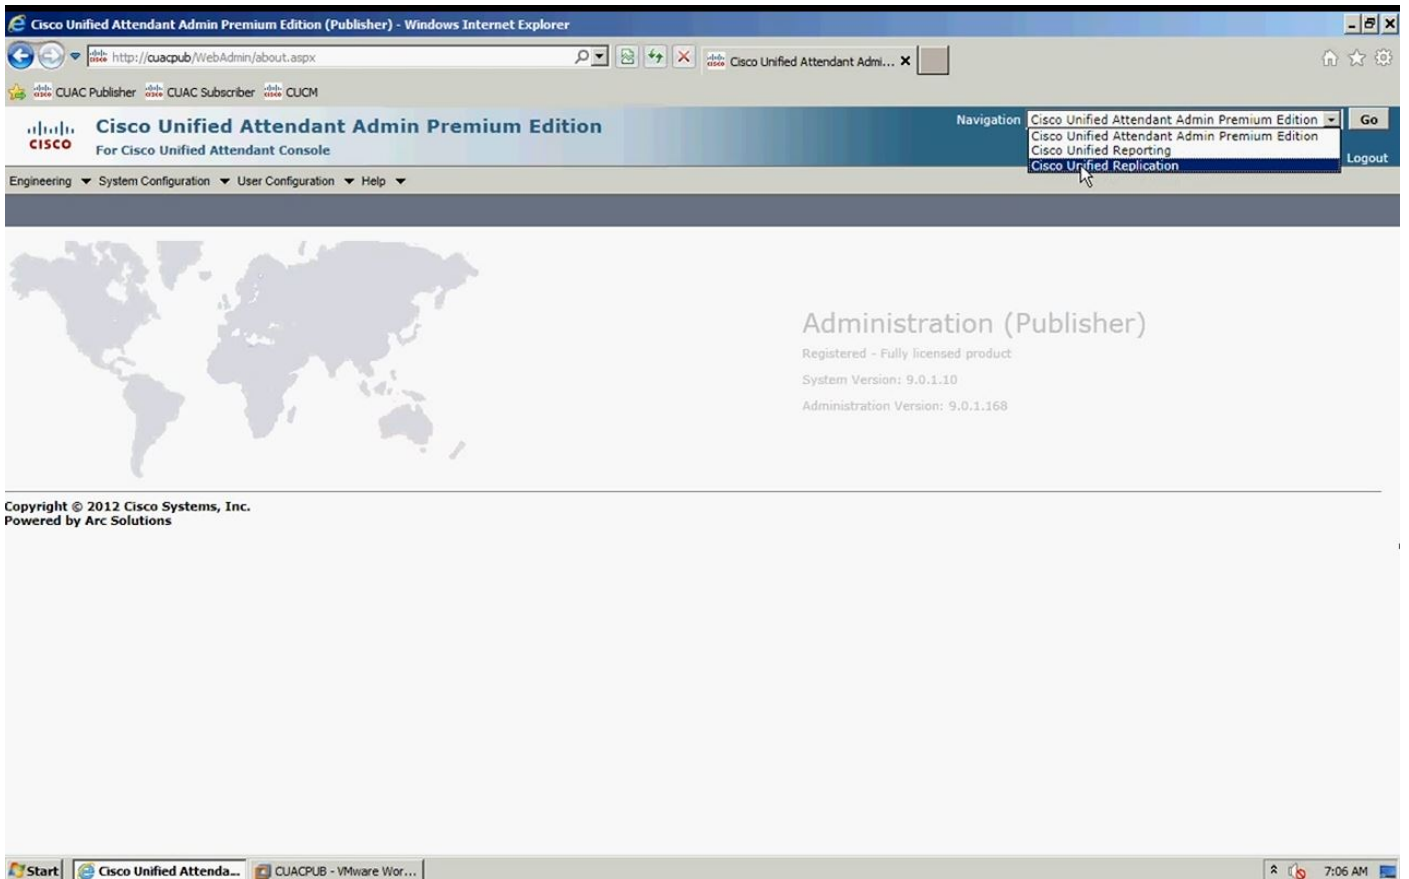 Cisco Unified Attendant Admin Premium Edition (Publisher) - Windows Internet Explorer
http://cuacpub/WebAdmin/about.aspx
Cisco Unified Attendant Admi...
CUAC Publisher CUAC Subscriber CUCM
CISCO
Cisco Unified Attendant Admin Premium Edition
For Cisco Unified Attendant Console
Navigation Cisco Unified Attendant Admin Premium Edition Go
Cisco Unified Attendant Admin Premium Edition
Cisco Unified Reporting
Cisco Unified Replication
Logout
Engineering System Configuration User Configuration Help
Administration (Publisher)
Registered - Fully licensed product
System Version: 9.0.1.10
Administration Version: 9.0.1.168
Copyright © 2012 Cisco Systems, Inc.
Powered by Arc Solutions
Start Cisco Unified Attenda... CUACPUB - VMware Wor... 7:06 AM